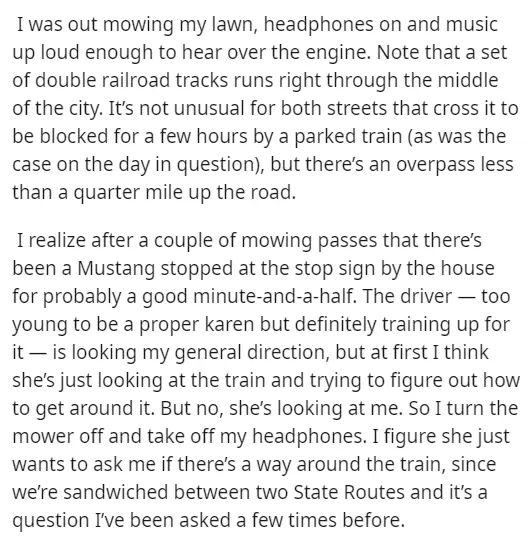 I was out mowing my lawn, headphones on and music
up loud enough to hear over the engine. Note that a set
of double railroad tracks runs right through the middle
of the city. It’s not unusual for both streets that cross it to
be blocked for a few hours by a parked train (as was the
case on the day in question), but there’s an overpass less
than a quarter mile up the road.
I realize after a couple of mowing passes that there’s
been a Mustang stopped at the stop sign by the house
for probably a good minute-and-a-half. The driver — too
young to be a proper karen but definitely training up for
it — is looking my general direction, but at first I think
she’s just looking at the train and trying to figure out how
to get around it. But no, she’s looking at me. So I turn the
mower off and take off my headphones. I figure she just
wants to ask me if there’s a way around the train, since
we’re sandwiched between two State Routes and it’s a
question I’ve been asked a few times before.